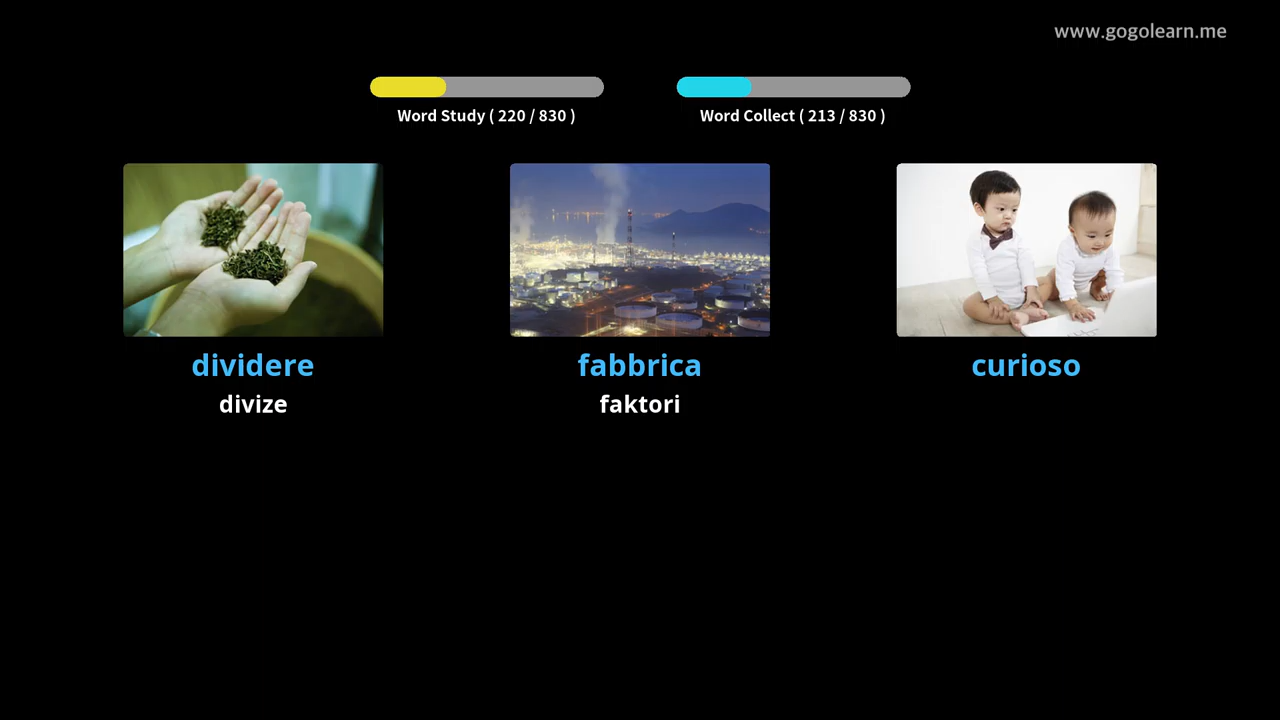 www.gogolearn.me
Word Study ( 220 / 830 )
Word Collect ( 213 / 830 )
dividere
divize
fabbrica
faktori
curioso